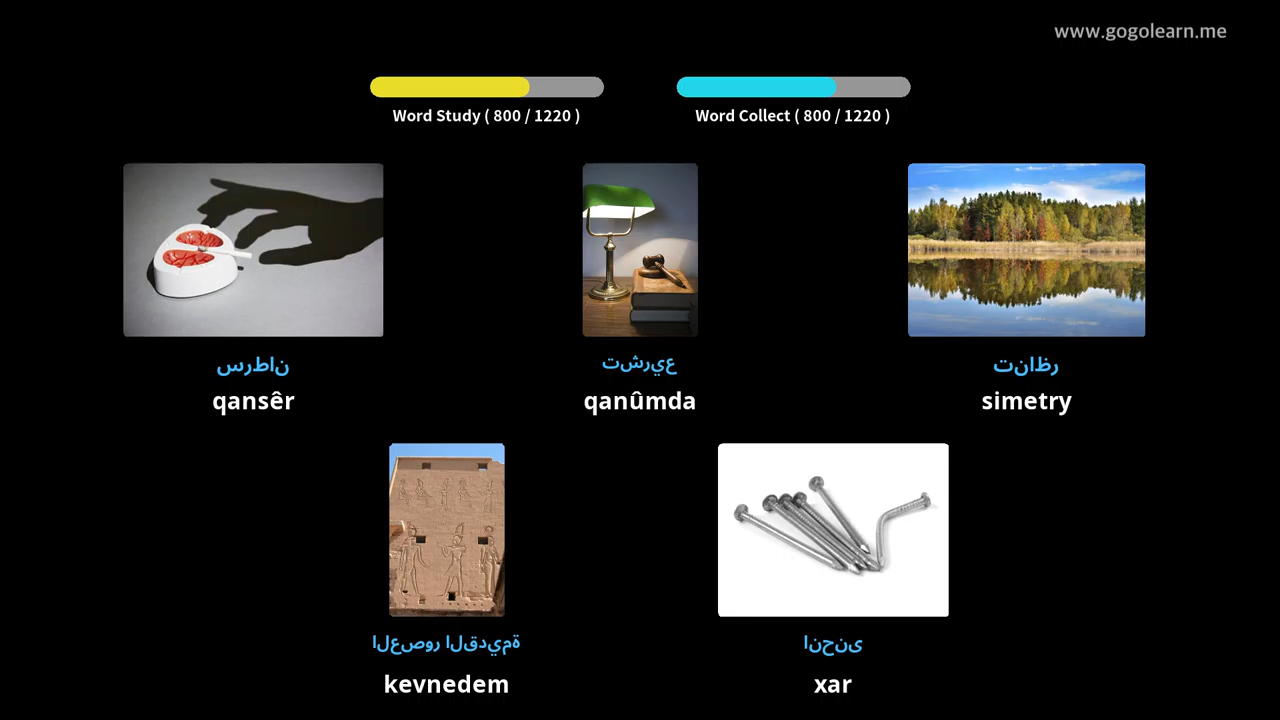 www.gogolearn.me
Word Study ( 800 / 1220 )
Word Collect ( 800 / 1220 )
سرطان
تشريع
تناظر
qansêr
qanûmda
simetry
العصور القديمة
انحنى
kevnedem
xar